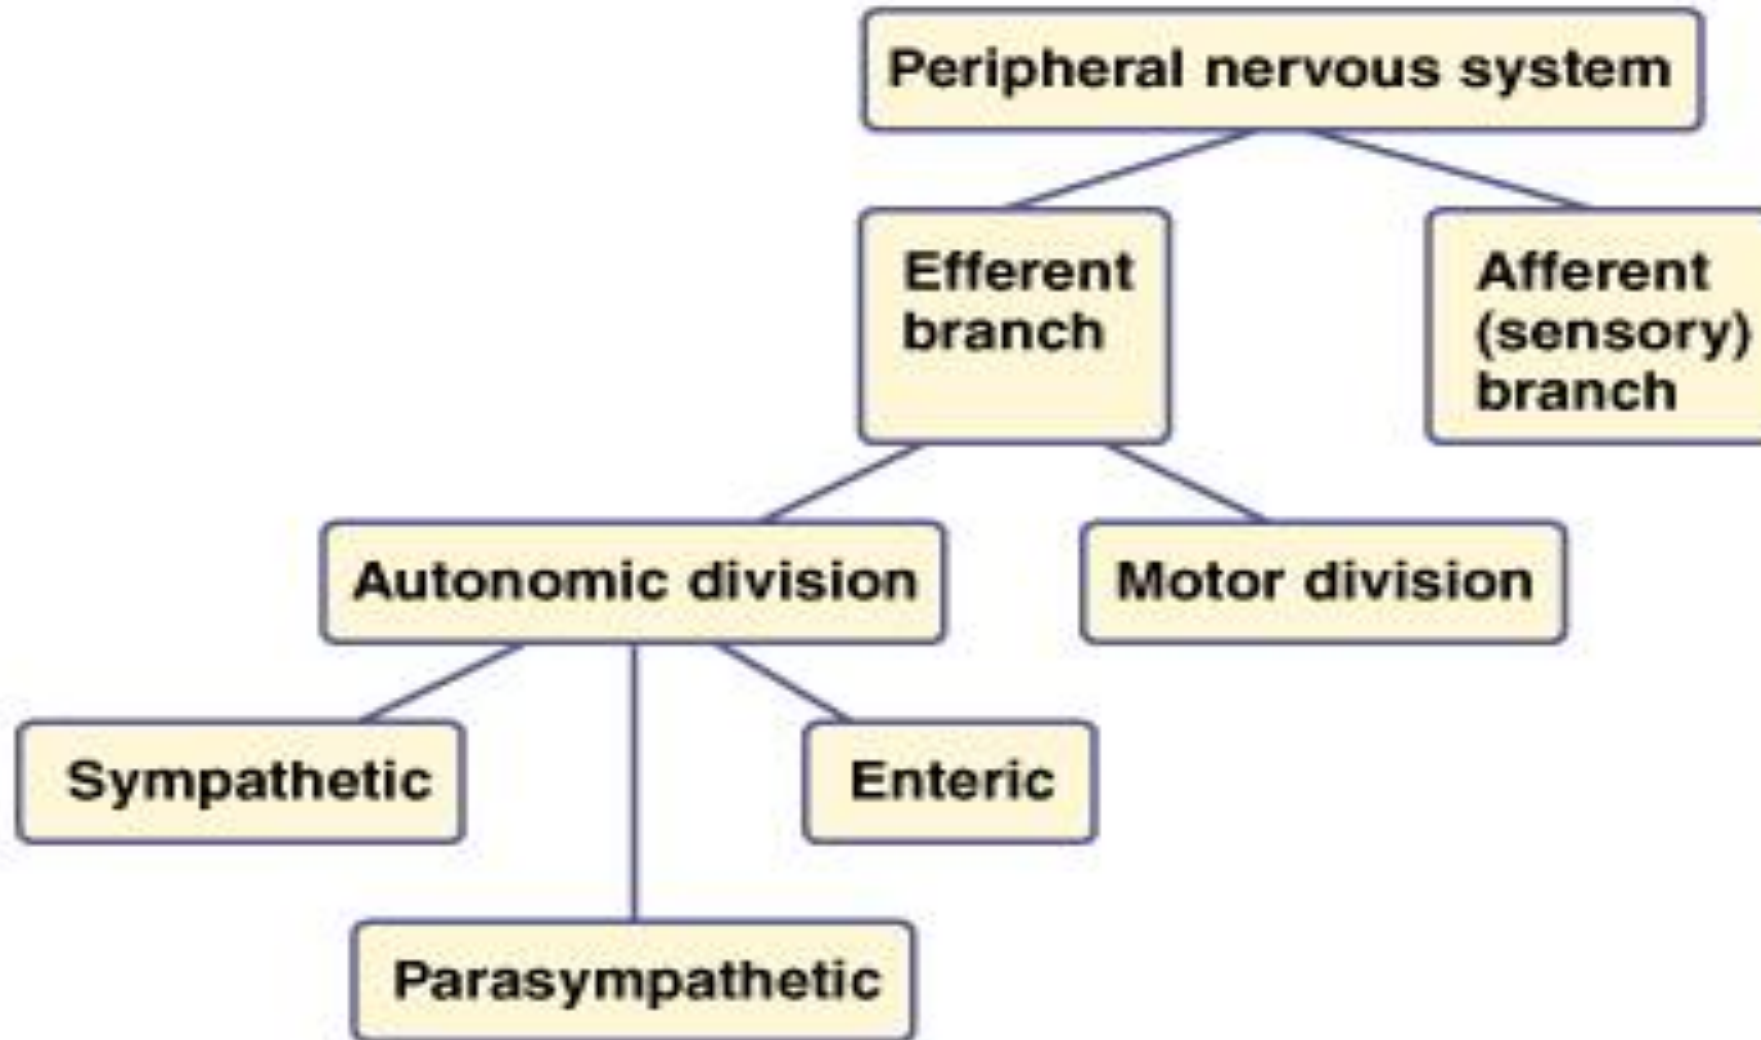 Peripheral nervous system
Efferent
branch
Afferent
(sensory)
branch
Autonomic division
Motor division
Sympathetic
Enteric
Parasympathetic